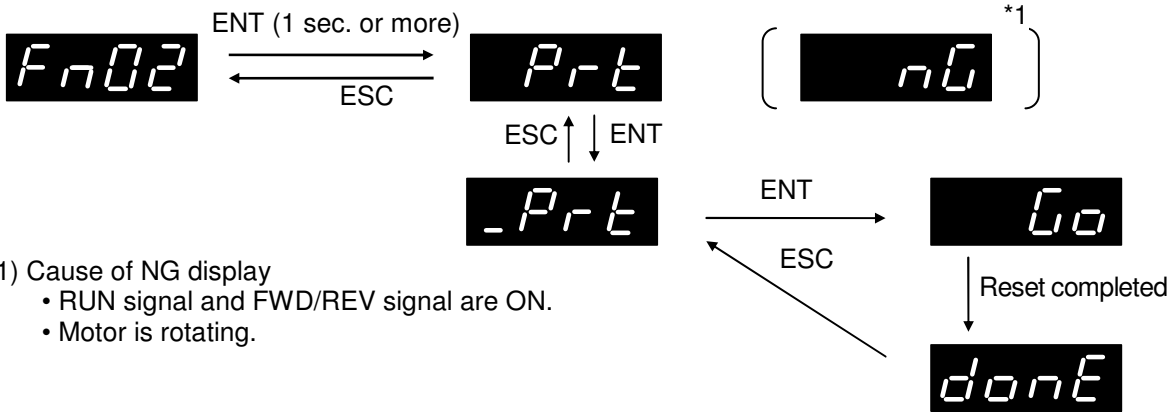 *1
ENT (1 sec. or more)
Fn02
Prt
nG
ESC
ESC
ENT
_Prt
ENT
Go
ESC
1) Cause of NG display
• RUN signal and FWD/REV signal are ON.
• Motor is rotating.
Reset completed
donE